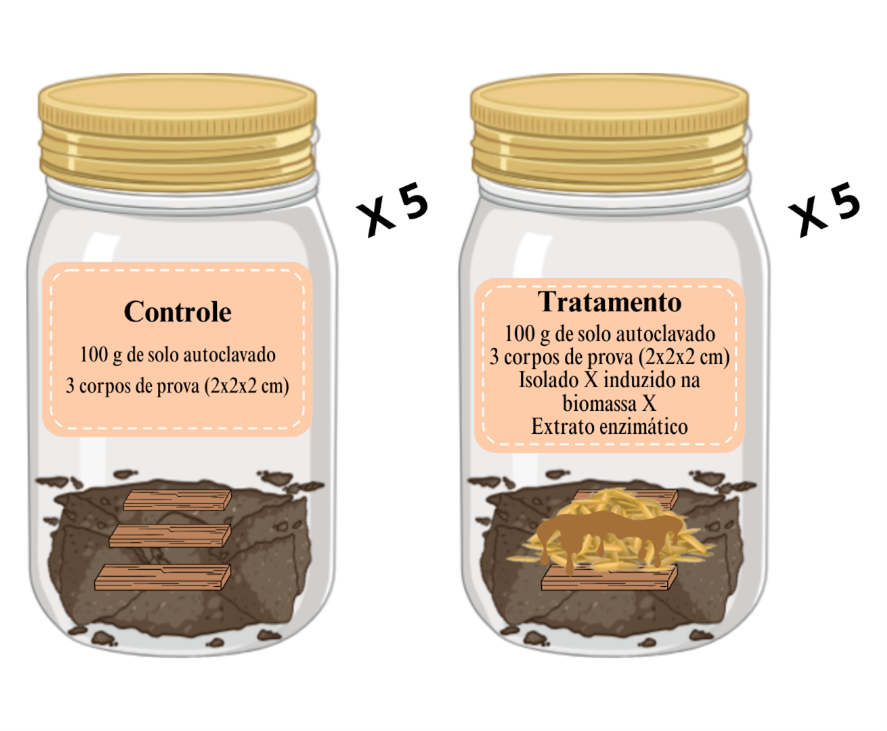 X 5
X 5
Controle
100 g de solo autoclavado
3 corpos de prova (2x2x2 cm)
Tratamento
100 g de solo autoclavado
3 corpos de prova (2x2x2 cm)
Isolado X induzido na
biomassa X
Extrato enzimático